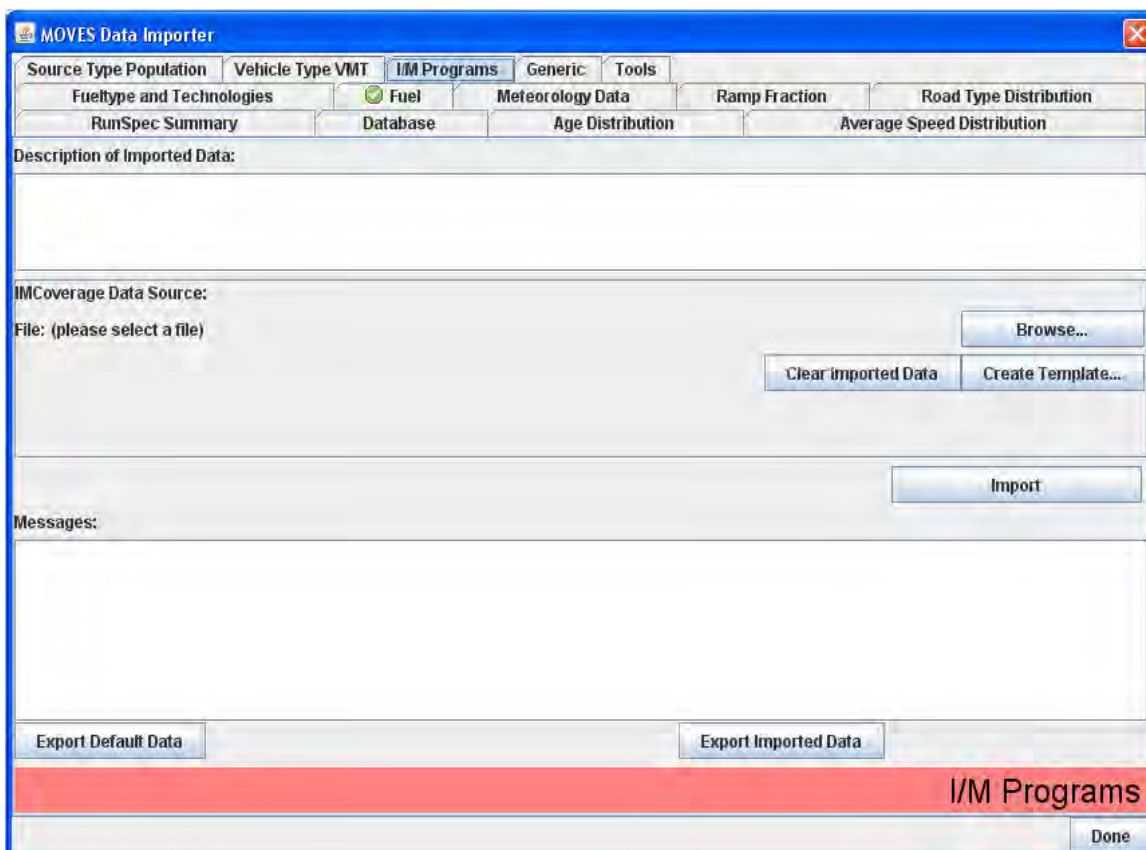 MOVES Data Importer
Source Type Population Vehicle Type VMT I/M Programs Generic Tools
Fueltype and Technologies Fuel Meteorology Data Ramp Fraction Road Type Distribution
RunSpec Summary Database Age Distribution Average Speed Distribution
Description of Imported Data:
IMCoverage Data Source:
File: (please select a file) Browse...
Clear Imported Data Create Template...
Import
Messages:
Export Default Data Export Imported Data
I/M Programs
Done